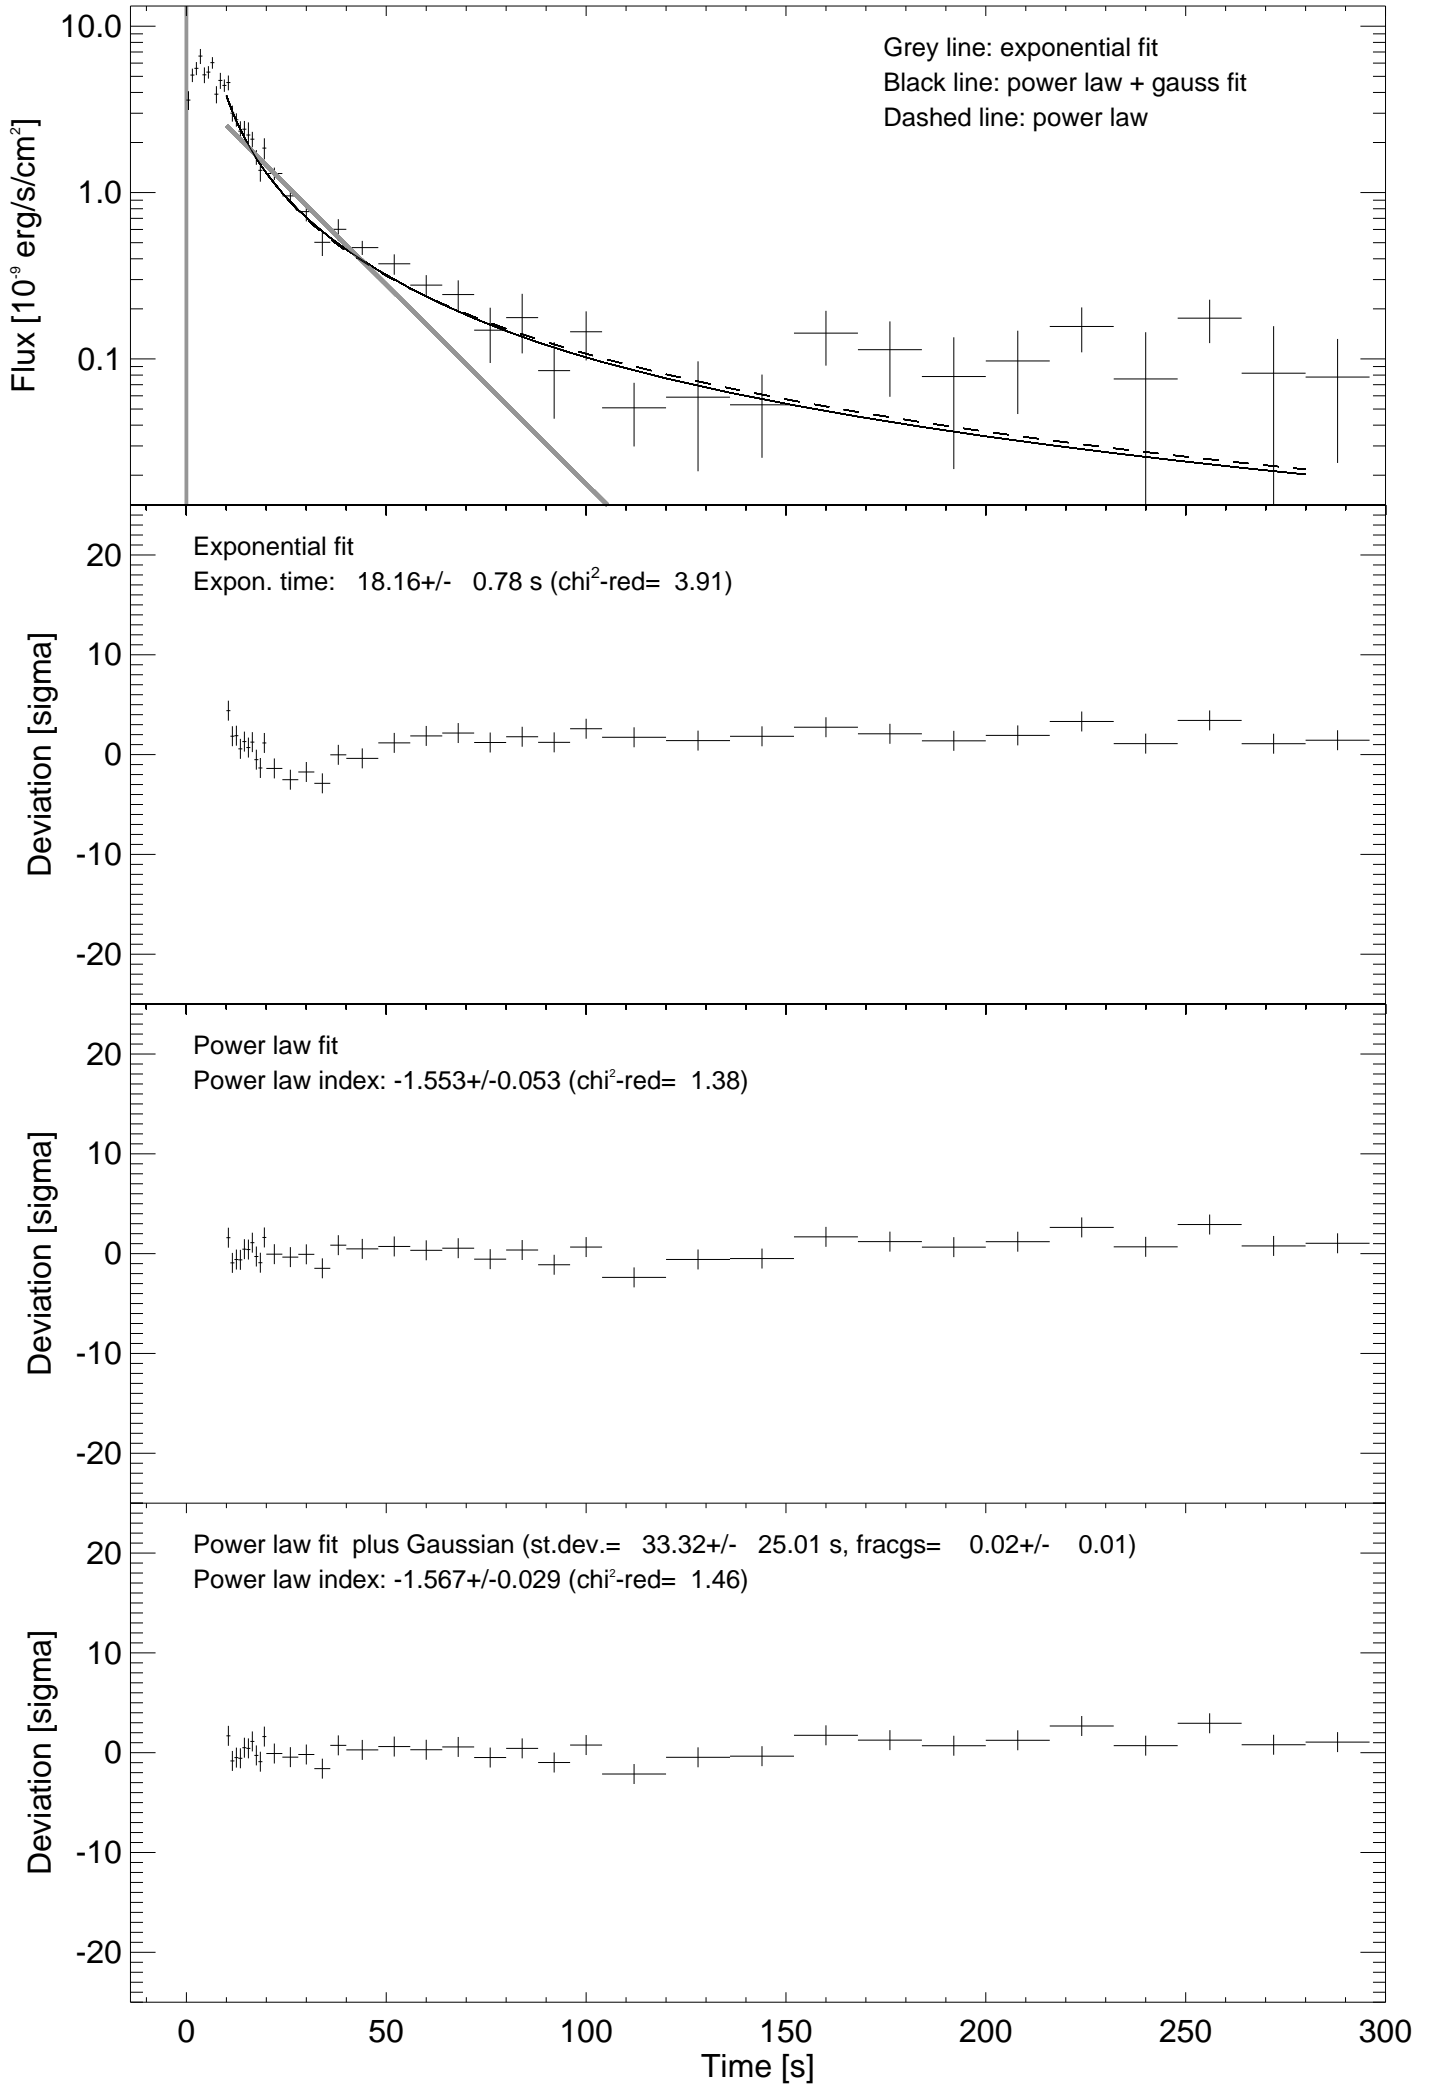 Grey line: exponential fit
Black line: power law + gauss fit
Dashed line: power law
Flux [10⁻⁹ erg/s/cm²]
10.0
1.0
0.1
Exponential fit
Expon. time:   18.16+/-   0.78 s (chi²-red=  3.91)
Deviation [sigma]
20
10
0
-10
-20
Power law fit
Power law index: -1.553+/-0.053 (chi²-red=  1.38)
Deviation [sigma]
20
10
0
-10
-20
Power law fit  plus Gaussian (st.dev.=   33.32+/-   25.01 s, fracgs=    0.02+/-    0.01)
Power law index: -1.567+/-0.029 (chi²-red=  1.46)
Deviation [sigma]
20
10
0
-10
-20
0 50 100 150 200 250 300
Time [s]